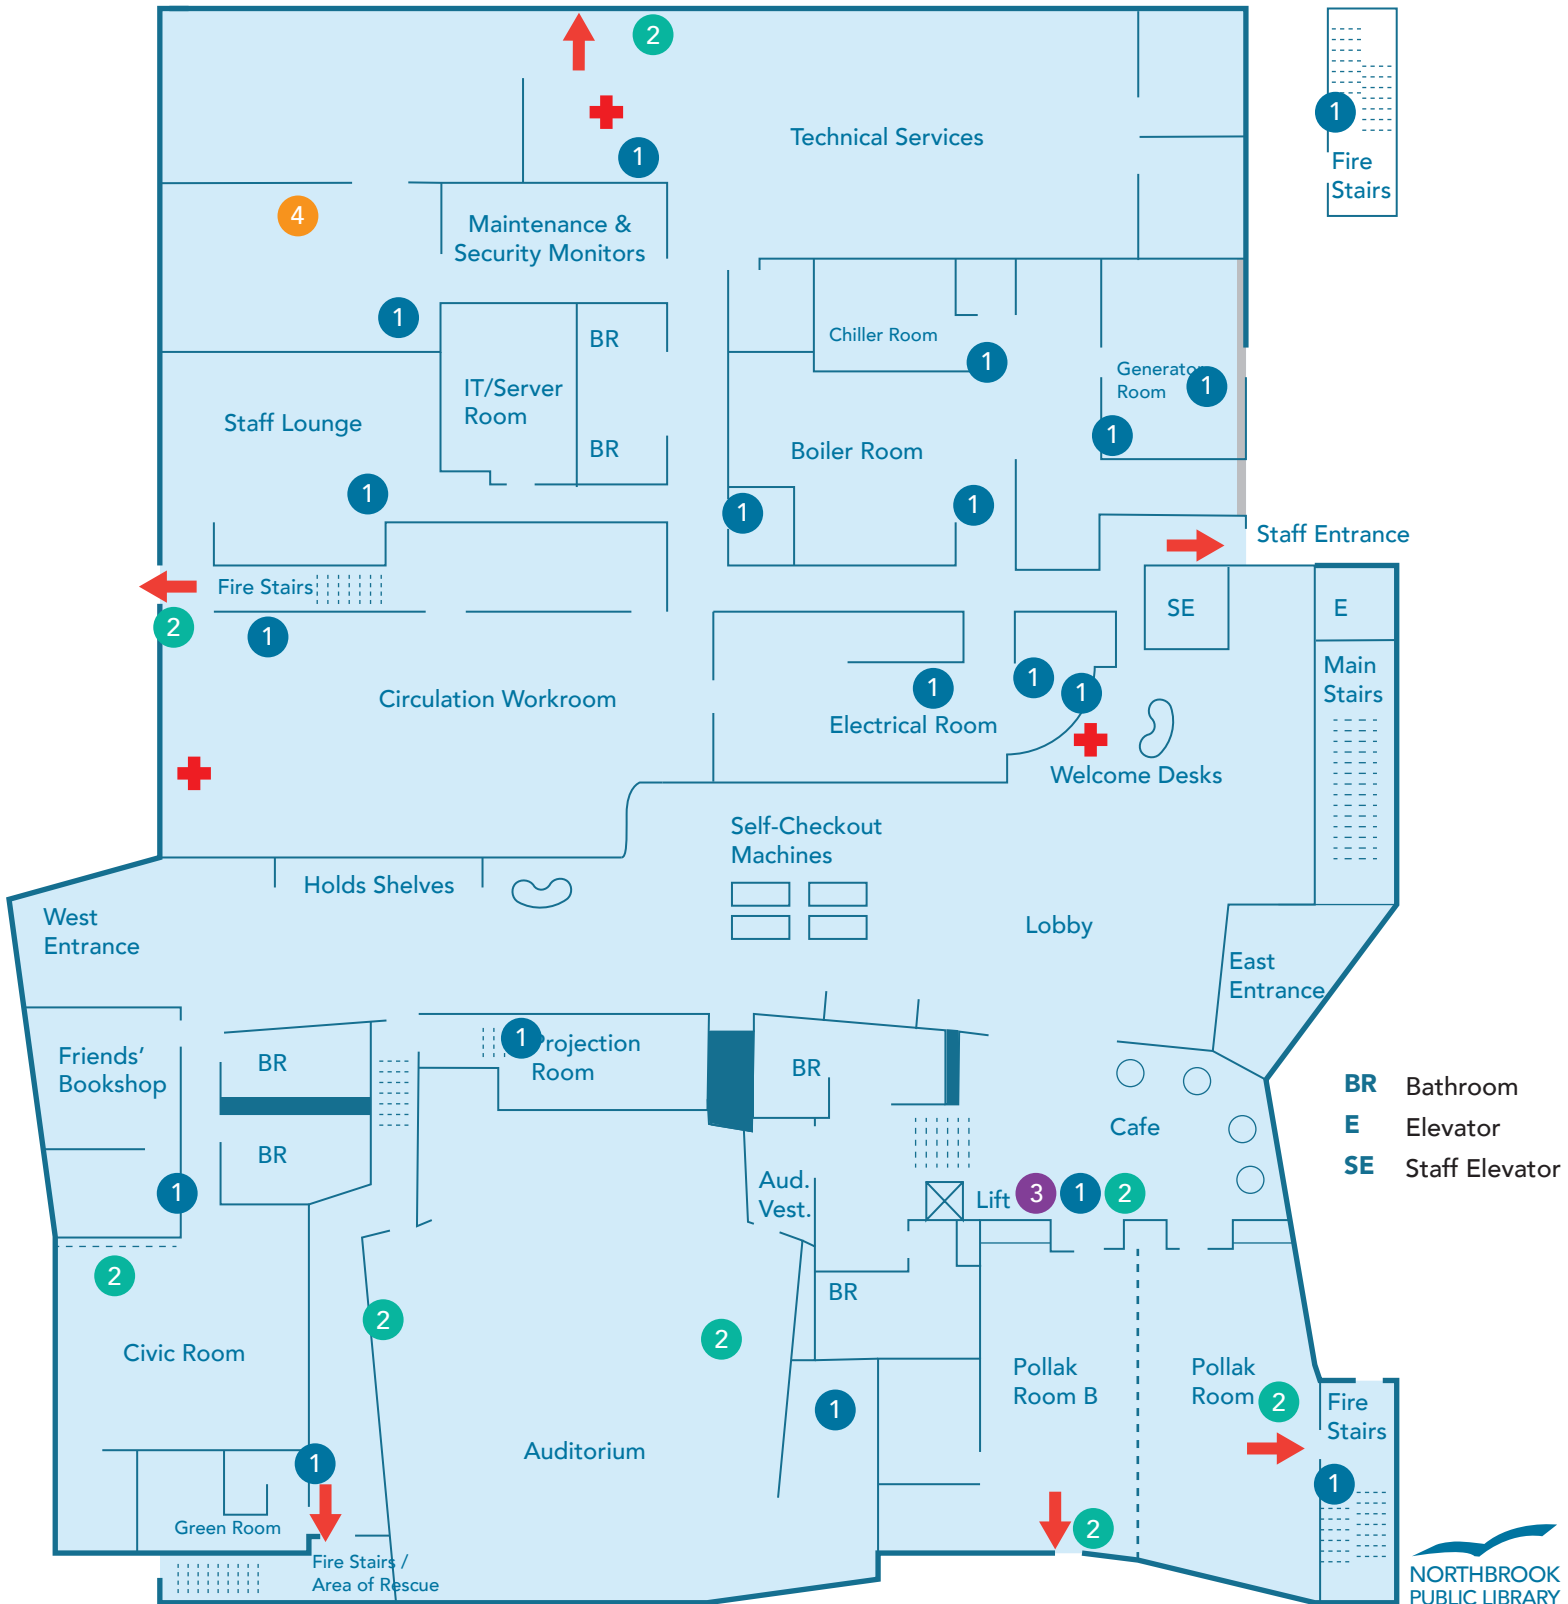 2
1
Technical Services
1
Fire
Stairs
4
Maintenance &
Security Monitors
1
BR
Chiller Room
1
Generator
Room
1
IT/Server
Room
Staff Lounge
BR
Boiler Room
1
1
1
1
Staff Entrance
Fire Stairs
2
1
SE
E
Main
Stairs
Circulation Workroom
1
1
1
Electrical Room
Welcome Desks
Self-Checkout
Machines
Holds Shelves
West
Entrance
Lobby
East
Entrance
Friends’
Bookshop
BR
1
Projection
Room
BR
BR
Bathroom
E
Elevator
SE
Staff Elevator
Cafe
BR
1
Aud.
Vest.
Lift
3
1
2
2
2
2
BR
Civic Room
Pollak
Room B
Pollak
Room
2
Fire
Stairs
1
Auditorium
1
1
Green Room
2
Fire Stairs /
Area of Rescue
NORTHBROOK
PUBLIC LIBRARY